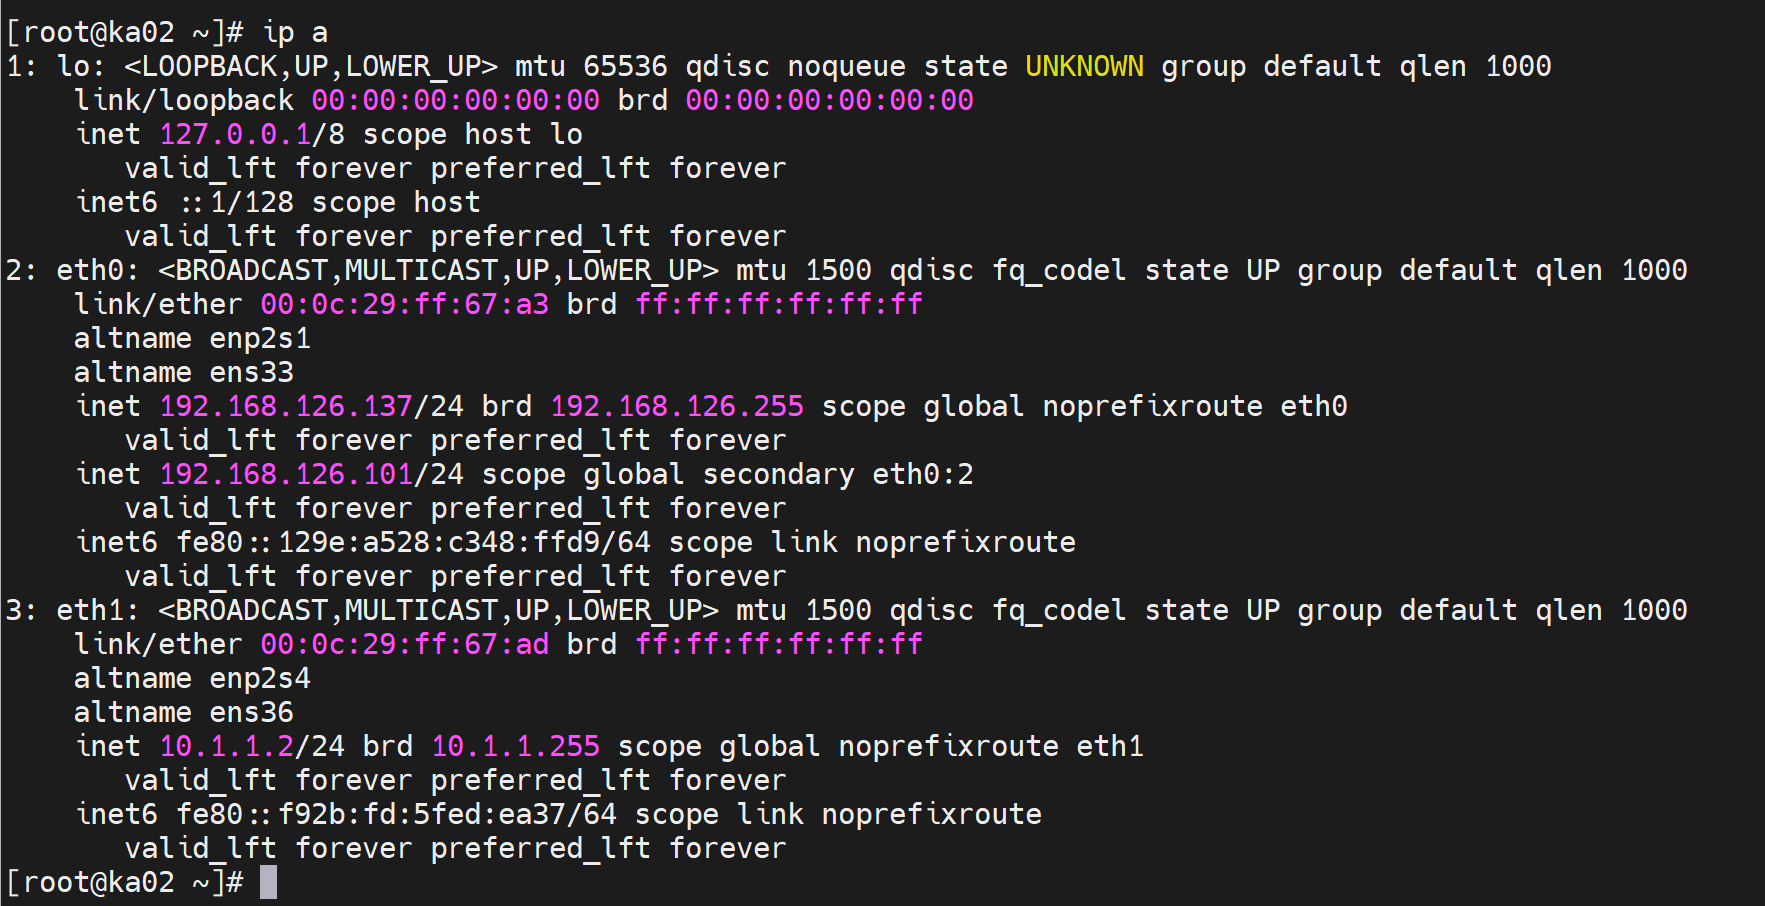 [root@ka02 ~]# ip a
1: lo: <LOOPBACK,UP,LOWER_UP> mtu 65536 qdisc noqueue state UNKNOWN group default qlen 1000
    link/loopback 00:00:00:00:00:00 brd 00:00:00:00:00:00
    inet 127.0.0.1/8 scope host lo
       valid_lft forever preferred_lft forever
    inet6 ::1/128 scope host
       valid_lft forever preferred_lft forever
2: eth0: <BROADCAST,MULTICAST,UP,LOWER_UP> mtu 1500 qdisc fq_codel state UP group default qlen 1000
    link/ether 00:0c:29:ff:67:a3 brd ff:ff:ff:ff:ff:ff
    altname enp2s1
    altname ens33
    inet 192.168.126.137/24 brd 192.168.126.255 scope global noprefixroute eth0
       valid_lft forever preferred_lft forever
    inet 192.168.126.101/24 scope global secondary eth0:2
       valid_lft forever preferred_lft forever
    inet6 fe80::129e:a528:c348:ffd9/64 scope link noprefixroute
       valid_lft forever preferred_lft forever
3: eth1: <BROADCAST,MULTICAST,UP,LOWER_UP> mtu 1500 qdisc fq_codel state UP group default qlen 1000
    link/ether 00:0c:29:ff:67:ad brd ff:ff:ff:ff:ff:ff
    altname enp2s4
    altname ens36
    inet 10.1.1.2/24 brd 10.1.1.255 scope global noprefixroute eth1
       valid_lft forever preferred_lft forever
    inet6 fe80::f92b:fd:5fed:ea37/64 scope link noprefixroute
       valid_lft forever preferred_lft forever
[root@ka02 ~]#